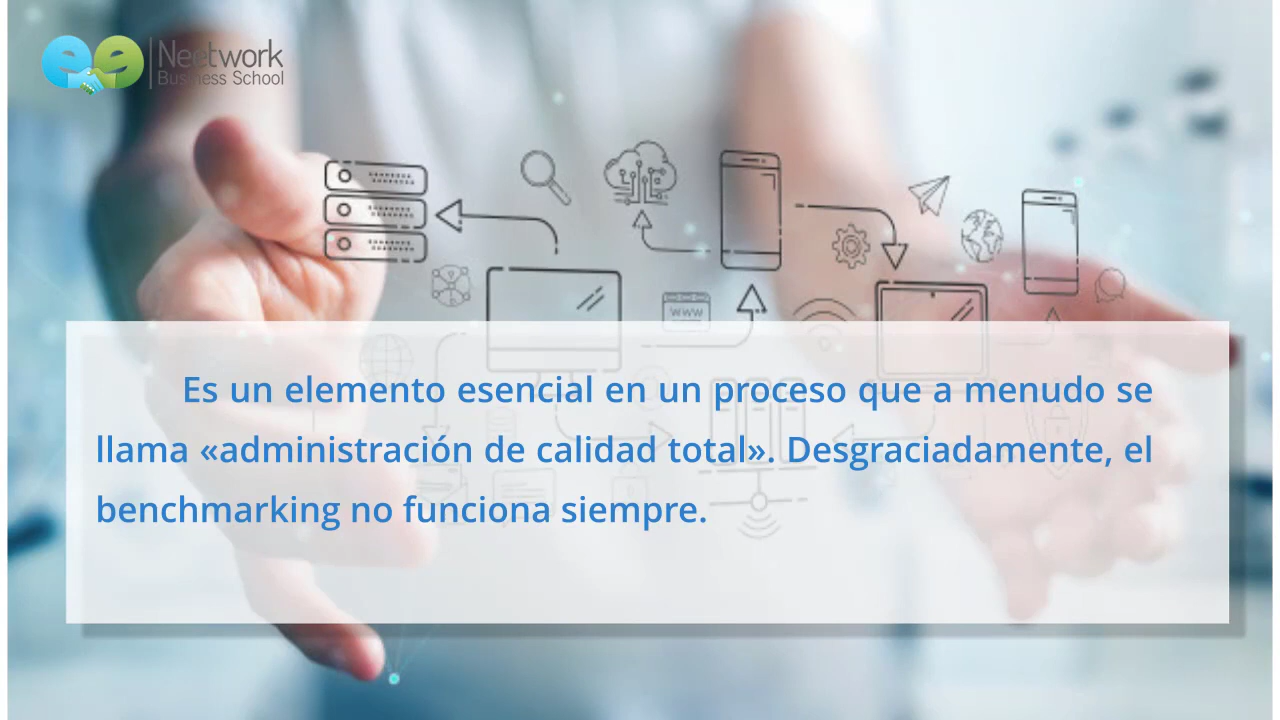 Neetwork
Business School
WWW
Es un elemento esencial en un proceso que a menudo se
llama «administración de calidad total». Desgraciadamente, el
benchmarking no funciona siempre.